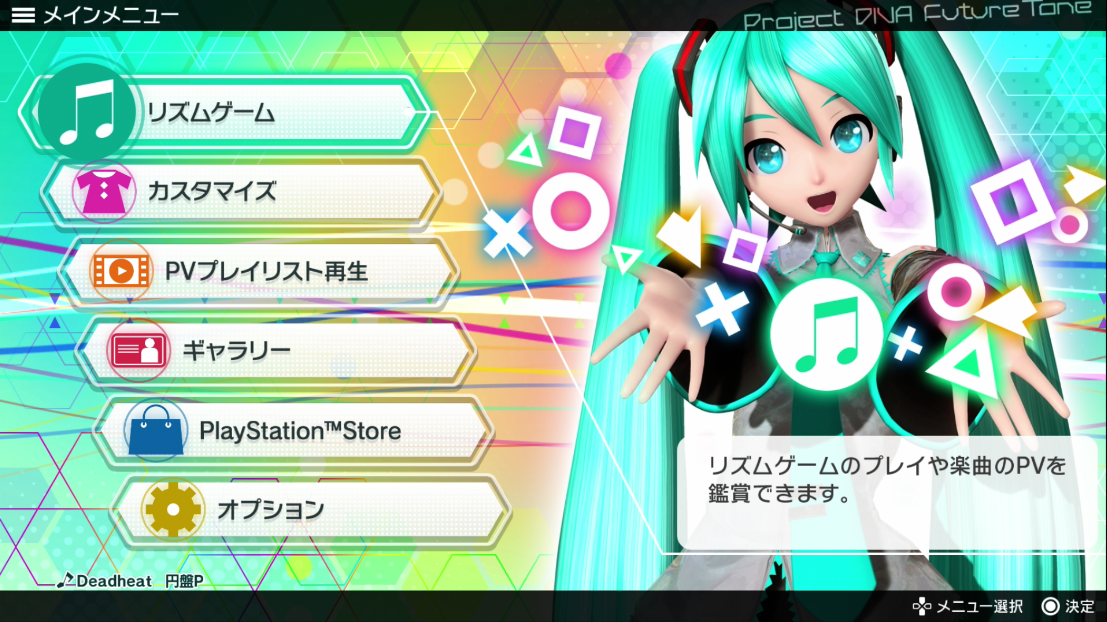 メインメニュー
Project DIVA FutureTone
リズムゲーム
カスタマイズ
PVプレイリスト再生
ギャラリー
PlayStation™Store
オプション
リズムゲームのプレイや楽曲のPVを
鑑賞できます。
Deadheat 円盤P
メニュー選択 決定